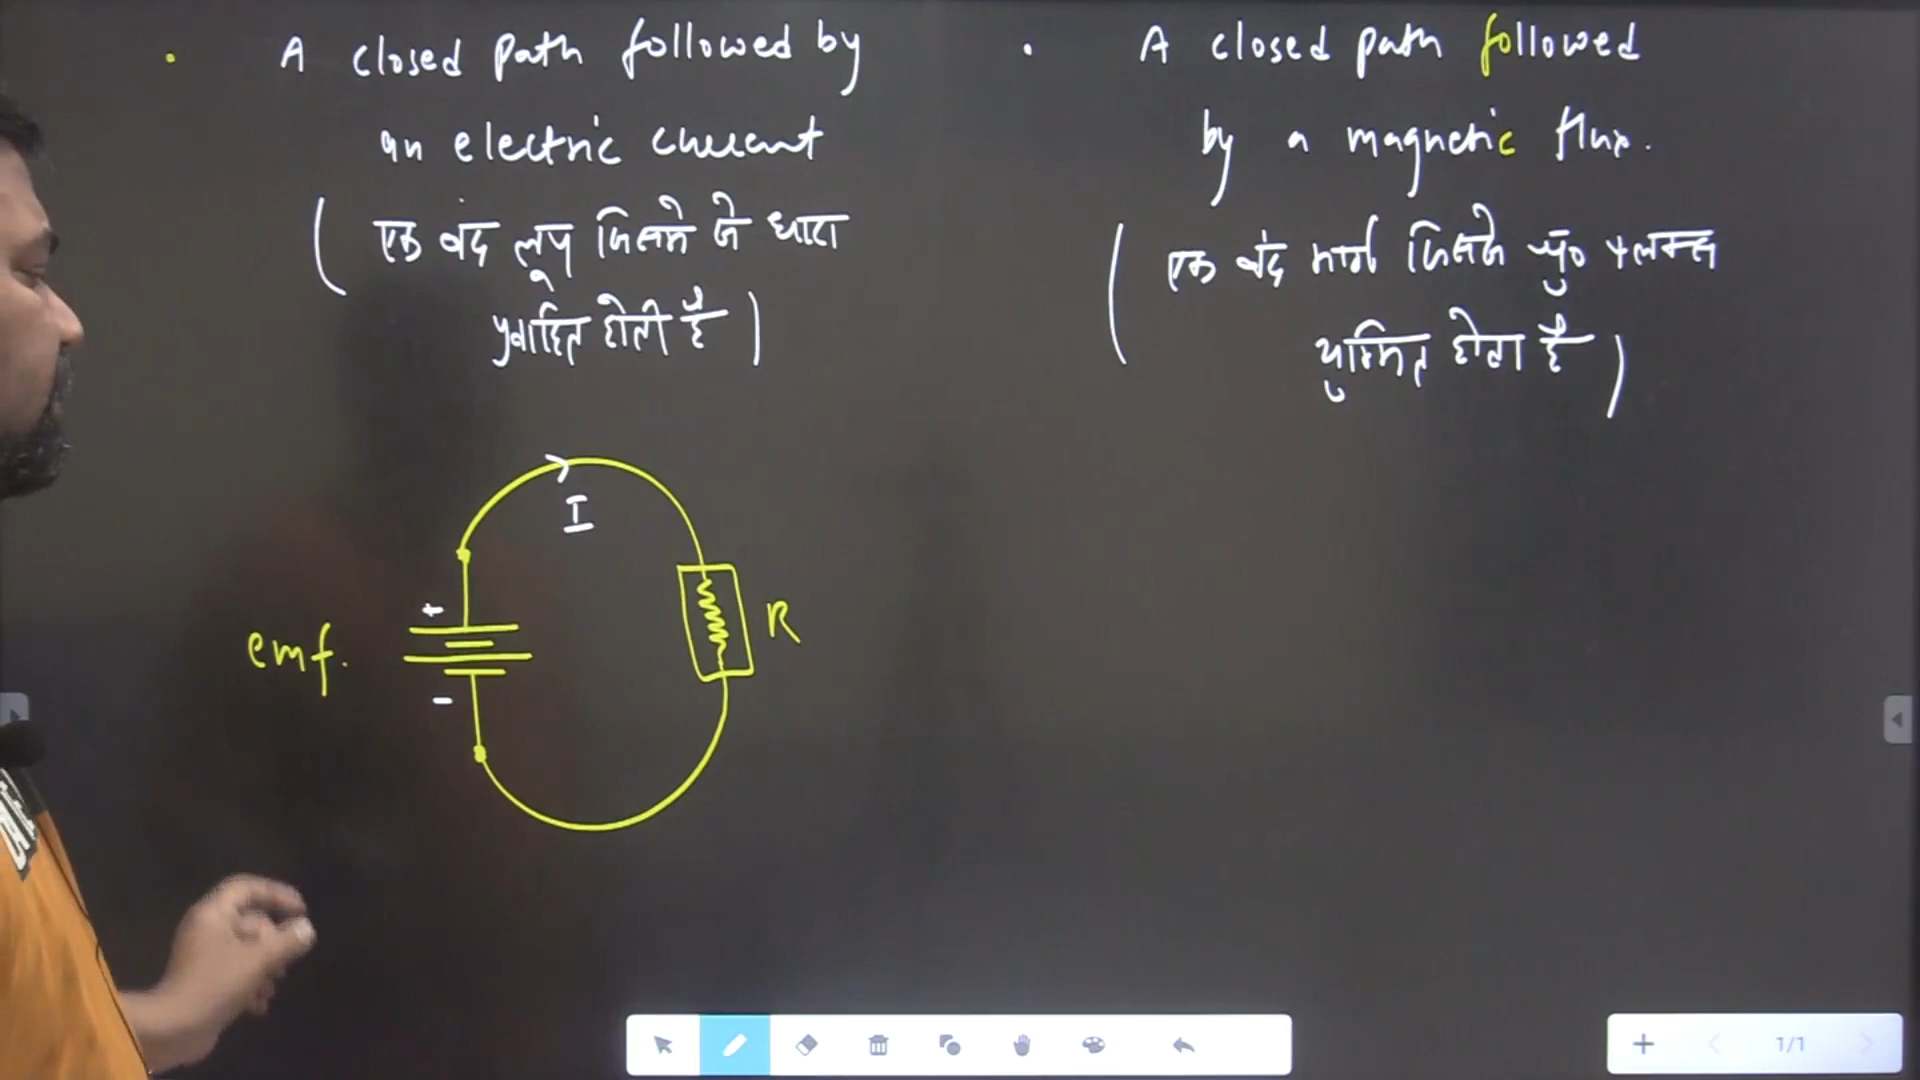 A closed path followed by
an electric current
( एक बंद लूप जिसमे से धारा
प्रवाहित होती है )
A closed path followed
by a magnetic flux.
( एक बंद मार्ग जिसमे चुं० फ्लक्स
होता है )
I
+
emf.
R
-
1/1